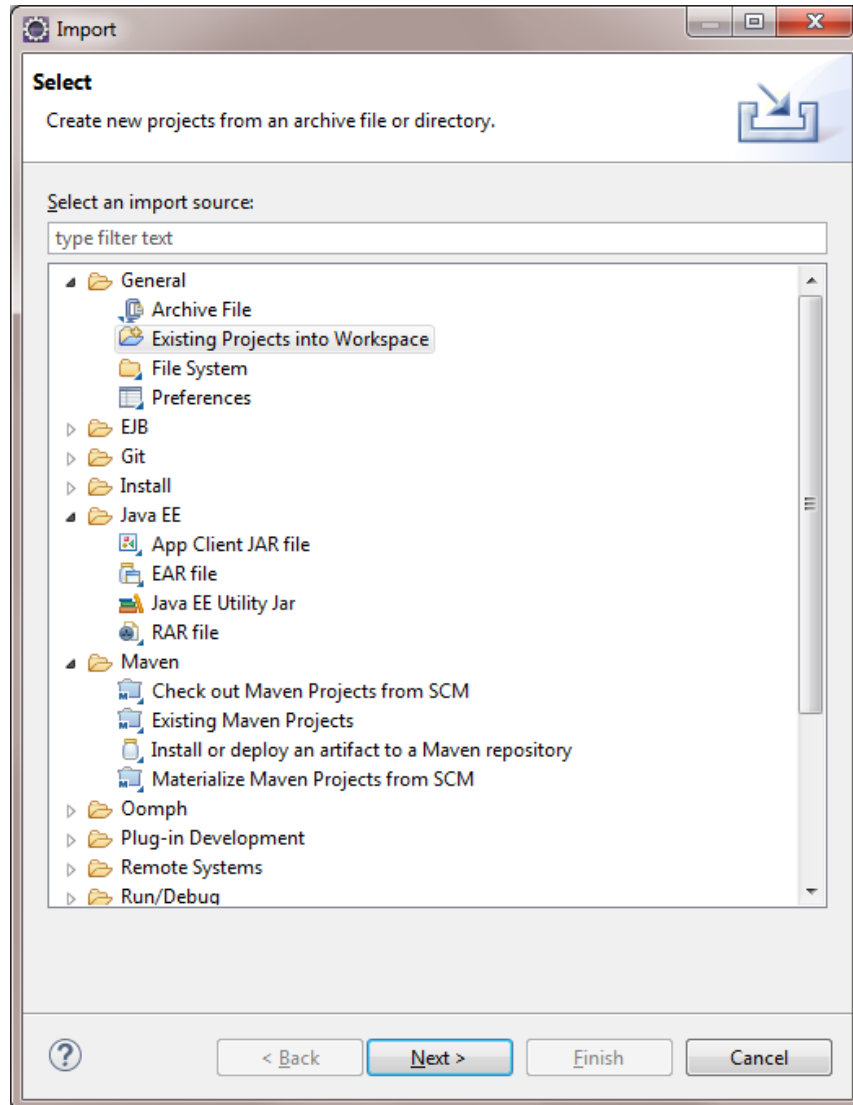 Import
Select
Create new projects from an archive file or directory.
Select an import source:
type filter text
General
Archive File
Existing Projects into Workspace
File System
Preferences
EJB
Git
Install
Java EE
App Client JAR file
EAR file
Java EE Utility Jar
RAR file
Maven
Check out Maven Projects from SCM
Existing Maven Projects
Install or deploy an artifact to a Maven repository
Materialize Maven Projects from SCM
Oomph
Plug-in Development
Remote Systems
Run/Debug
? < Back Next > Finish Cancel